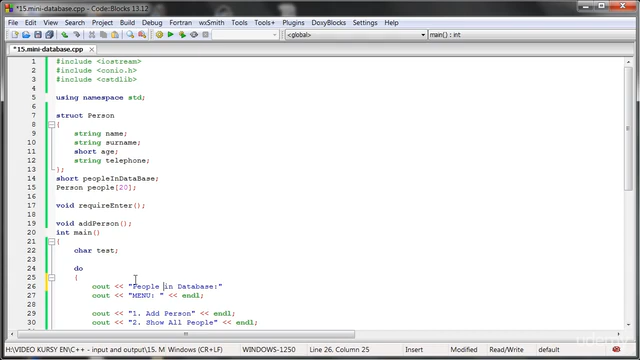 *15.mini-database.cpp - Code::Blocks 13.12
File Edit View Search Project Build Debug Fortran wxSmith Tools Tools+ Plugins DoxyBlocks Settings Help
<global> main() : int
*15.mini-database.cpp
1 #include <iostream>
2 #include <conio.h>
3 #include <cstdlib>
4
5 using namespace std;
6
7 struct Person
8 {
9 string name;
10 string surname;
11 short age;
12 string telephone;
13 };
14 short peopleInDataBase;
15 Person people[20];
16
17 void requireEnter();
18
19 void addPerson();
20 int main()
21 {
22 char test;
23
24 do
25 {
26 cout << "People in Database:"
27 cout << "MENU: " << endl;
28
29 cout << "1. Add Person" << endl;
30 cout << "2. Show All People" << endl;
H:\VIDEO KURSY EN\C++ - input and output\15. M Windows (CR+LF) WINDOWS-1250 Line 26, Column 25 Insert Modified Read/Write default
udemy